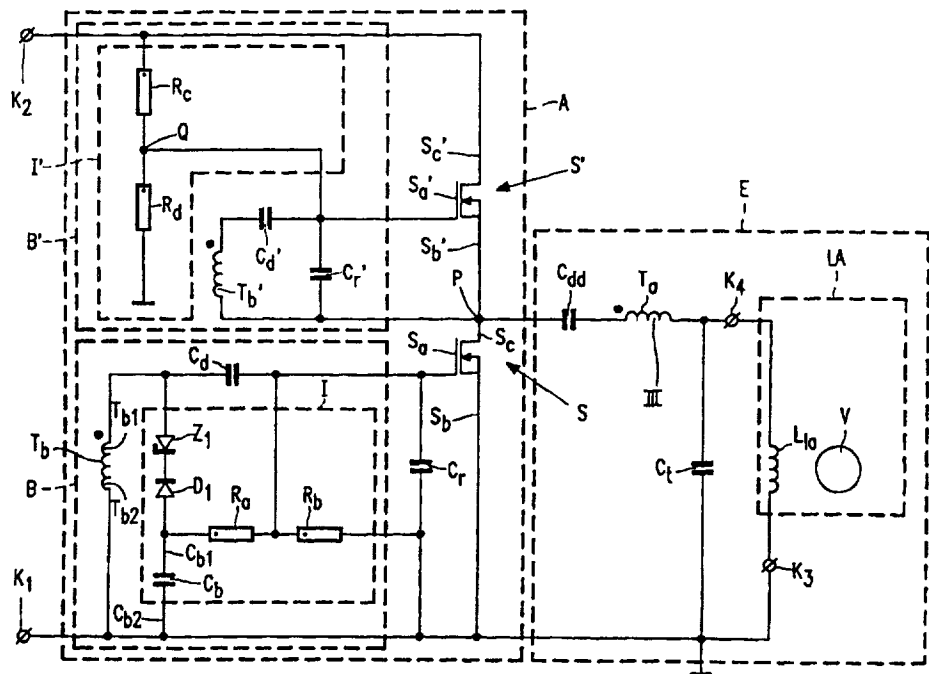 K2
Rc
Q
I'
Rd
B'
Cd'
Tb'
Cr'
Sc'
Sa'
S'
Sb'
A
E
P
Sc
Cdd
Ta
K4
LA
III
Sa
S
Sb
Cd
I
Tb1
Tb
Tb2
B
Z1
D1
Ra
Rb
Cr
Cb1
Cb
Cb2
K1
Ct
Lla
V
K3